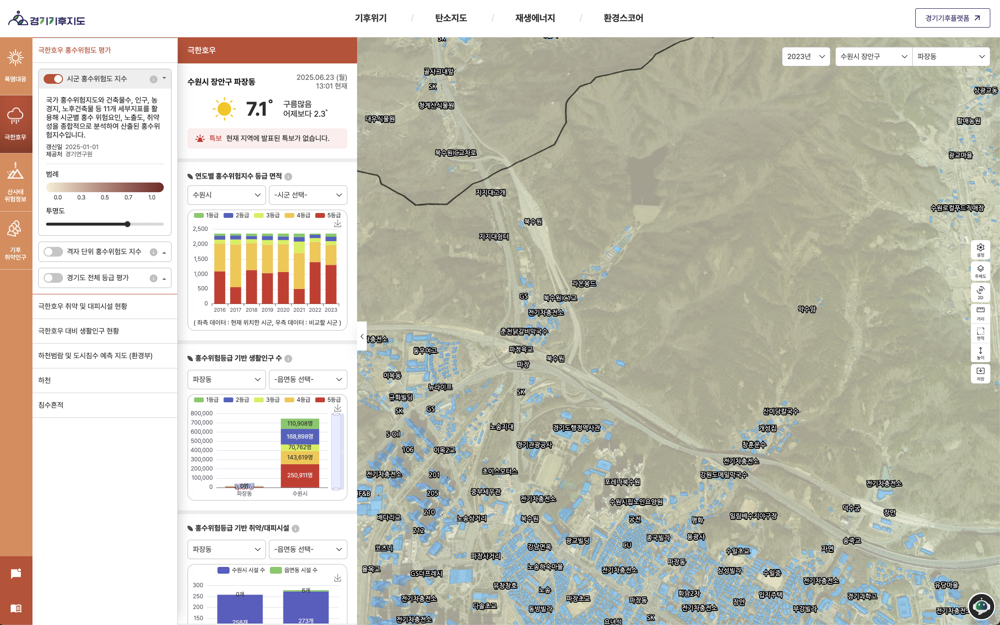 경기기후지도
기후위기 / 탄소지도 / 재생에너지 / 환경스코어
경기기후플랫폼
폭염대응
극한호우
산사태
위험정보
기후
취약인구
극한호우 홍수위험도 평가
시군 홍수위험도 지수
국가 홍수위험지도와 건축물수, 인구, 농
경지, 노후건축물 등 11개 세부지표를 활
용해 시군별 홍수 위험요인, 노출도, 취약
성을 종합적으로 분석하여 산출된 홍수위
험지수입니다.
갱신일 2025-01-01
제공처 경기연구원
범례
0.0 0.3 0.5 0.7 1.0
투명도
격자 단위 홍수위험도 지수
경기도 전체 등급 평가
극한호우 취약 및 대피시설 현황
극한호우 대비 생활인구 현황
하천범람 및 도시침수 예측 지도 (환경부)
하천
침수흔적
극한호우
수원시 장안구 파장동
2025.06.23 (월)
13:01 현재
7.1°
구름많음
어제보다 2.3°
특보 현재 지역에 발표된 특보가 없습니다.
연도별 홍수위험지수 등급 면적
수원시
-시군 선택-
1등급 2등급 3등급 4등급 5등급
2,500
2,000
1,500
1,000
500
0
2016 2017 2018 2019 2020 2021 2022 2023
( 좌측 데이터 : 현재 위치한 시군, 우측 데이터 : 비교할 시군 )
홍수위험등급 기반 생활인구 수
파장동
-읍면동 선택-
1등급 2등급 3등급 4등급 5등급
800,000
700,000
600,000
500,000
400,000
300,000
200,000
100,000
0
110,908명
168,898명
70,762명
143,619명
250,911명
파장동 수원시
홍수위험등급 기반 취약/대피시설
파장동
-읍면동 선택-
수원시 시설 수 읍면동 시설 수
300
250
200
150
0개
6개
258개
273개
2023년
수원시 장안구
파장동
설정
주제도
3D
2D
거리
면적
높이
저장
SK
골사그내앞
SK
청계산식물원
대우식물원
북수원IC교차로
지지대고개
북수원
지지대쉼터
상광교동
할매농원
광교마을
수원로컬푸드직매장
라온몽드
GS
북수원IC1교
전기차충전소
약수암
춘천닭갈비막국수
차충전소
동우여고
파정육교
파장
북수원
이목동
뉴라이프
SK
규화빌딩
SK
GS
산미당칼국수
노송지대
경기도행정역사관
개성집
S-Oil
경기관광공사
창훈운수
106
이목2교
전기차충전소
전기차충전소
201
초이스모터스
강원도메밀막국수
포레나북수원
전기차충전소
F&B
205
중부세우관
전기차충전소
수원시립노인요양원
210
덕수궁
장안
배다리교
노송삼거리
북수원
궁전
평화
일림배수지야구장
212
광교빌딩
종국빌라
용광사
송죽교
코즈니
강남면옥
CU
수일초교
자연
파장사거리
노송하숙마을
전기차충전소
파장동
삼성빌라
수일중
율목교
GS더프레시
전기차충전소
유창창호
노송
화남2차
입지주택
경기과학교
유당마을
전기차충전소
다솔초교
동방빌라
파장초교
파장동
전기차충전소
장안
부강빌라
전기차충전소
전기차충전소
요녀석
SK